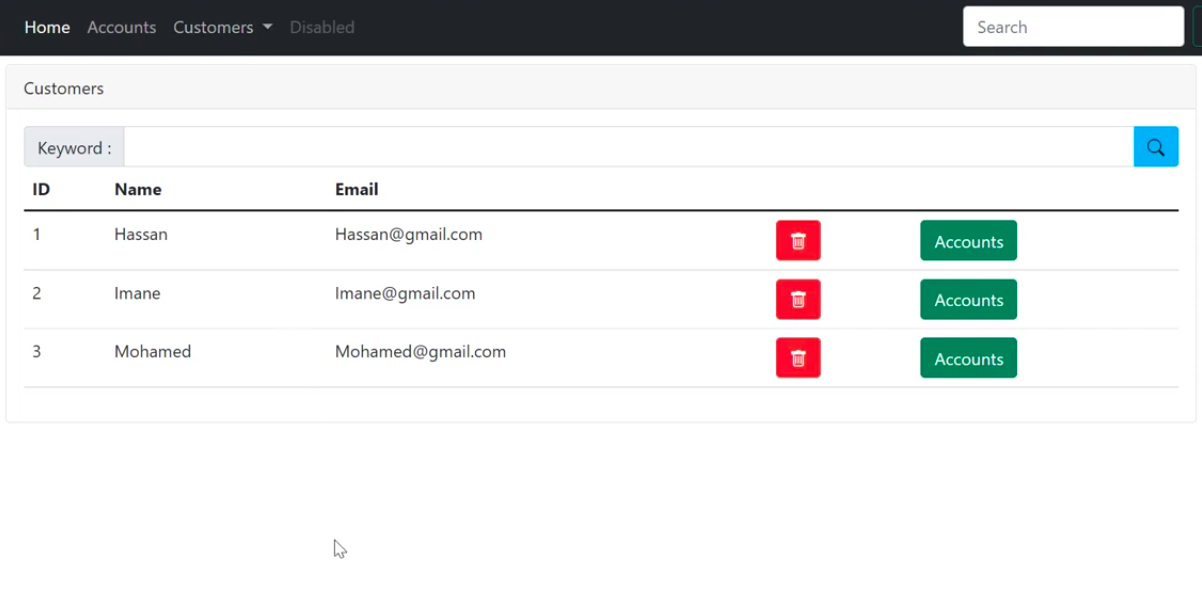 Home Accounts Customers Disabled Search
Customers
Keyword :
ID Name Email
1 Hassan Hassan@gmail.com Accounts
2 Imane Imane@gmail.com Accounts
3 Mohamed Mohamed@gmail.com Accounts